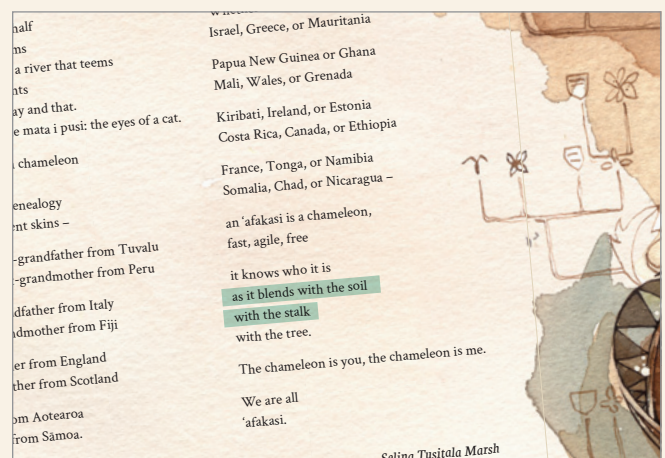 half
ms
a river that teems
nts
ay and that.
e mata i pusi: the eyes of a cat.
chameleon
enealogy
ent skins –
-grandfather from Tuvalu
-grandmother from Peru
dfather from Italy
dmother from Fiji
er from England
ther from Scotland
om Aotearoa
from Sāmoa.
Israel, Greece, or Mauritania
Papua New Guinea or Ghana
Mali, Wales, or Grenada
Kiribati, Ireland, or Estonia
Costa Rica, Canada, or Ethiopia
France, Tonga, or Namibia
Somalia, Chad, or Nicaragua –
an ‘afakasi is a chameleon,
fast, agile, free
it knows who it is
as it blends with the soil
with the stalk
with the tree.
The chameleon is you, the chameleon is me.
We are all
‘afakasi.
Selina Tusitala Marsh